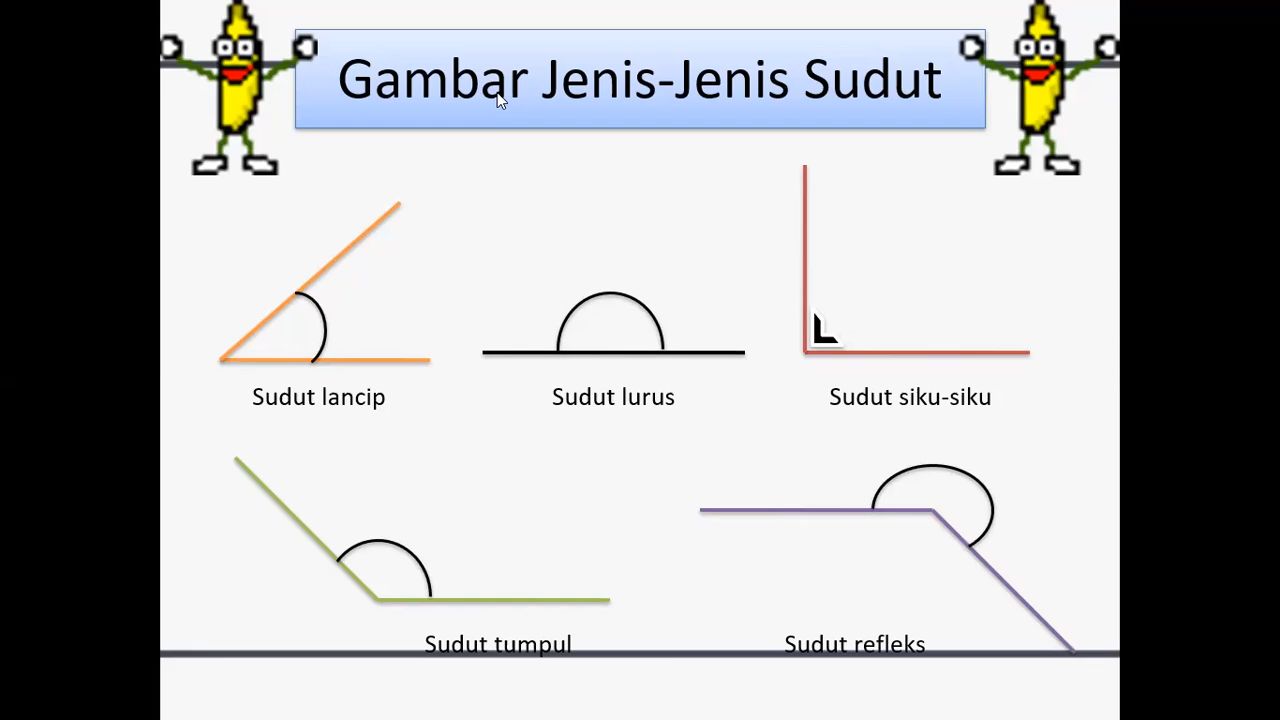 Gambar Jenis-Jenis Sudut
Sudut lancip
Sudut lurus
Sudut siku-siku
Sudut tumpul
Sudut refleks